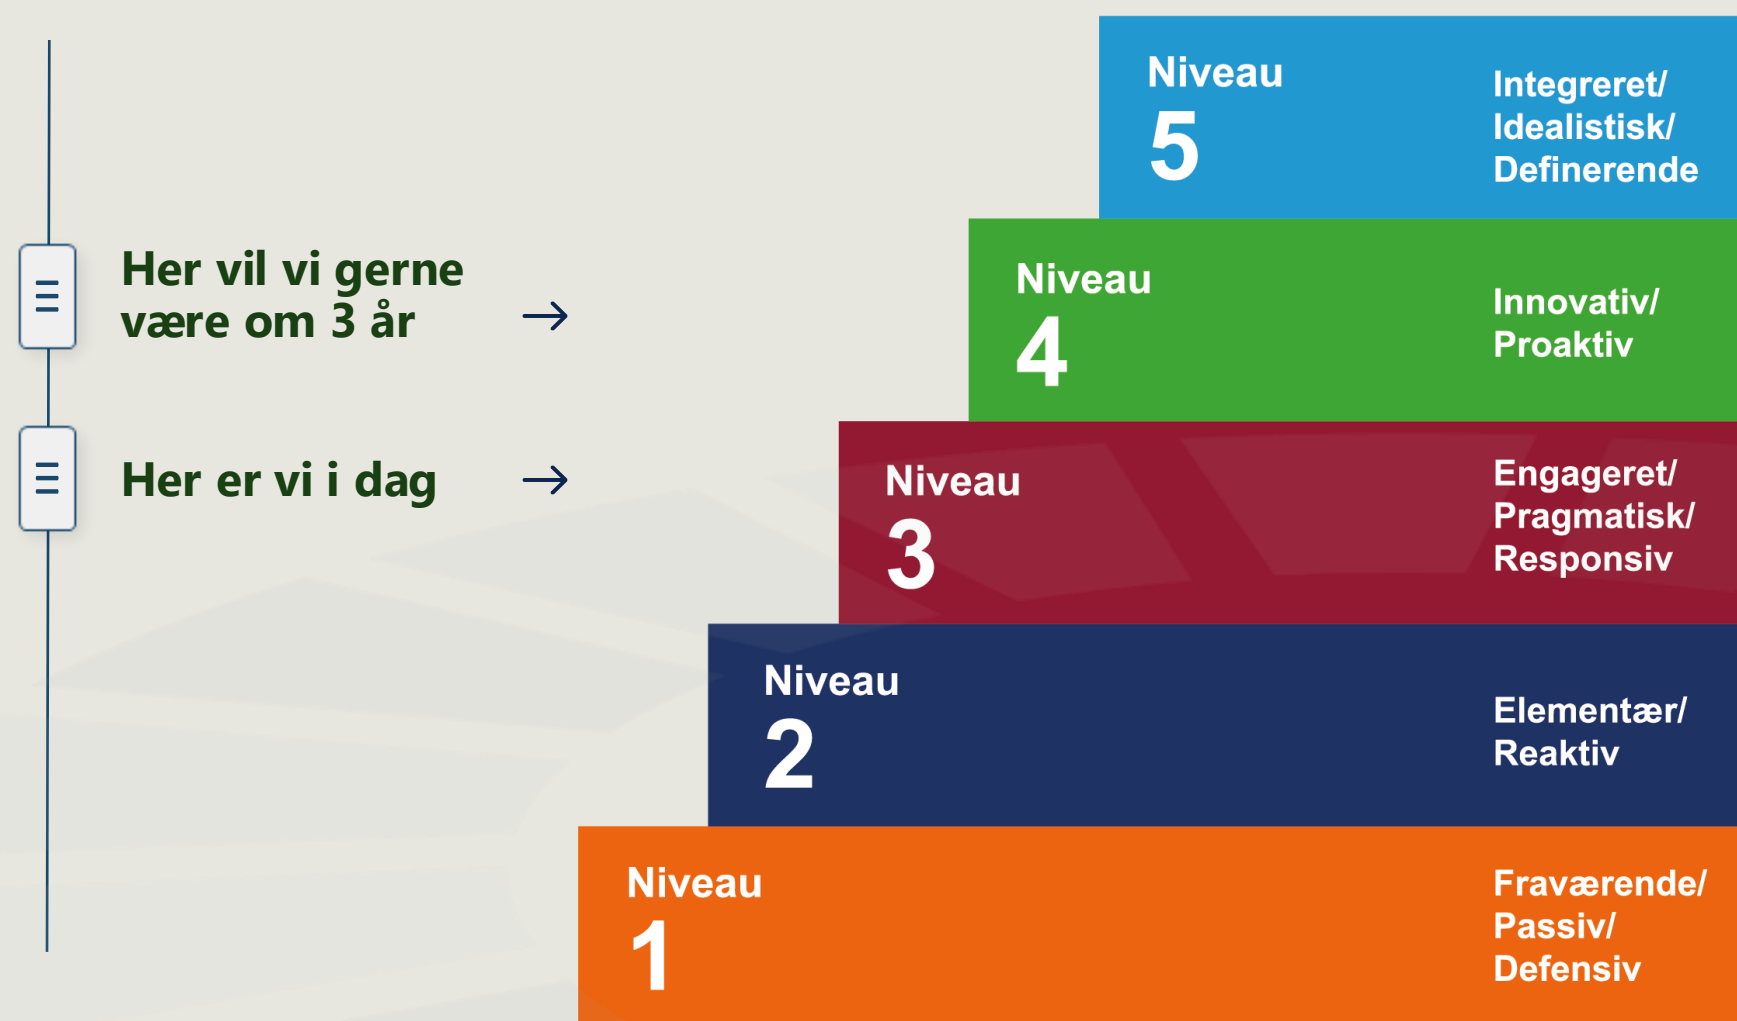 Niveau
5
Integreret/
Idealistisk/
Definerende
Her vil vi gerne
være om 3 år
Niveau
4
Innovativ/
Proaktiv
Her er vi i dag
Niveau
3
Engageret/
Pragmatisk/
Responsiv
Niveau
2
Elementær/
Reaktiv
Niveau
1
Fraværende/
Passiv/
Defensiv